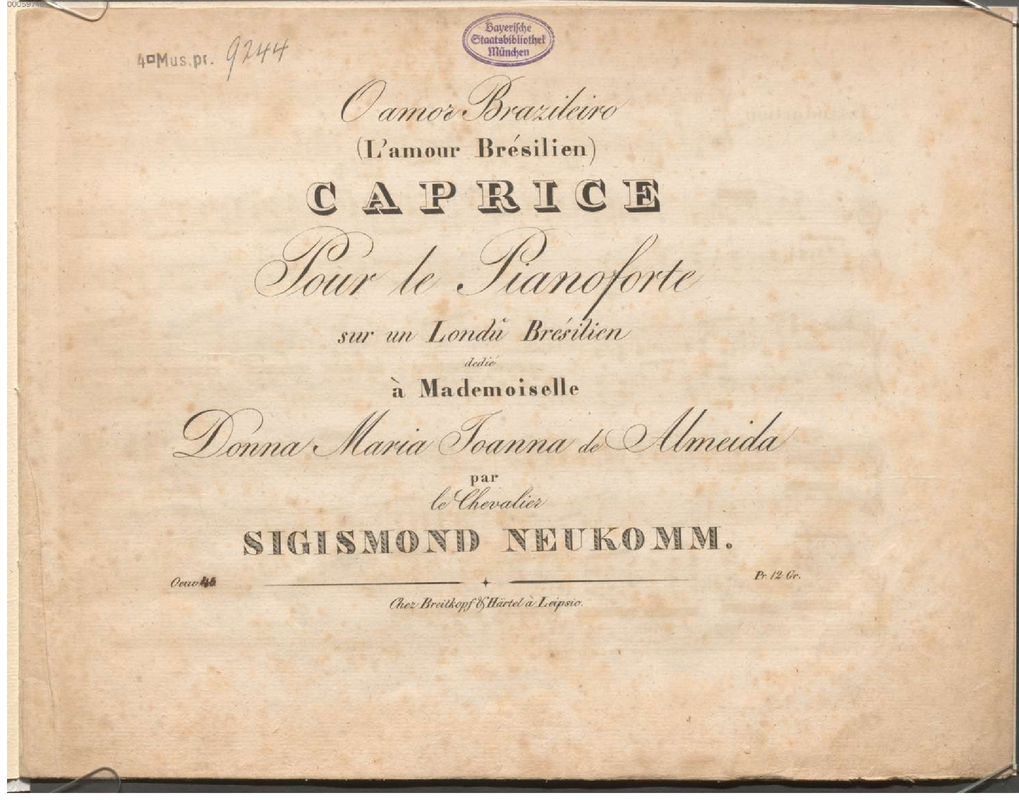 4□Mus.pr. 9244
Bayerische
Staatsbibliothek
München
O amor Brazileiro
(L'amour Brésilien)
CAPRICE
Pour le Pianoforte
sur un Londū Brésilien
dedié
à Mademoiselle
Donna Maria Joanna de Almeida
par
le Chevalier
SIGISMOND NEUKOMM.
Oeuv.
Pr. 12 Gr.
Chez Breitkopf & Härtel à Leipsic.